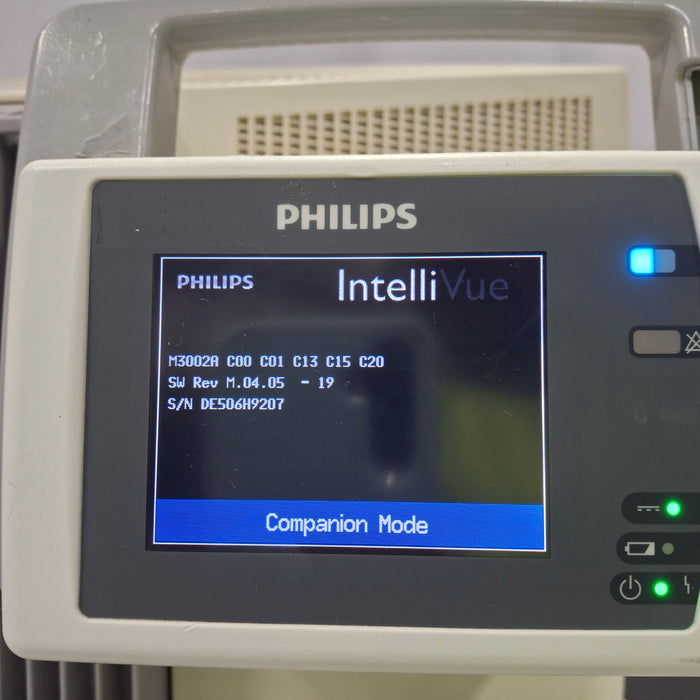 PHILIPS
PHILIPS IntelliVue
M3002A C00 C01 C13 C15 C20
SW Rev M.04.05 - 19
S/N DE506H9207
Companion Mode